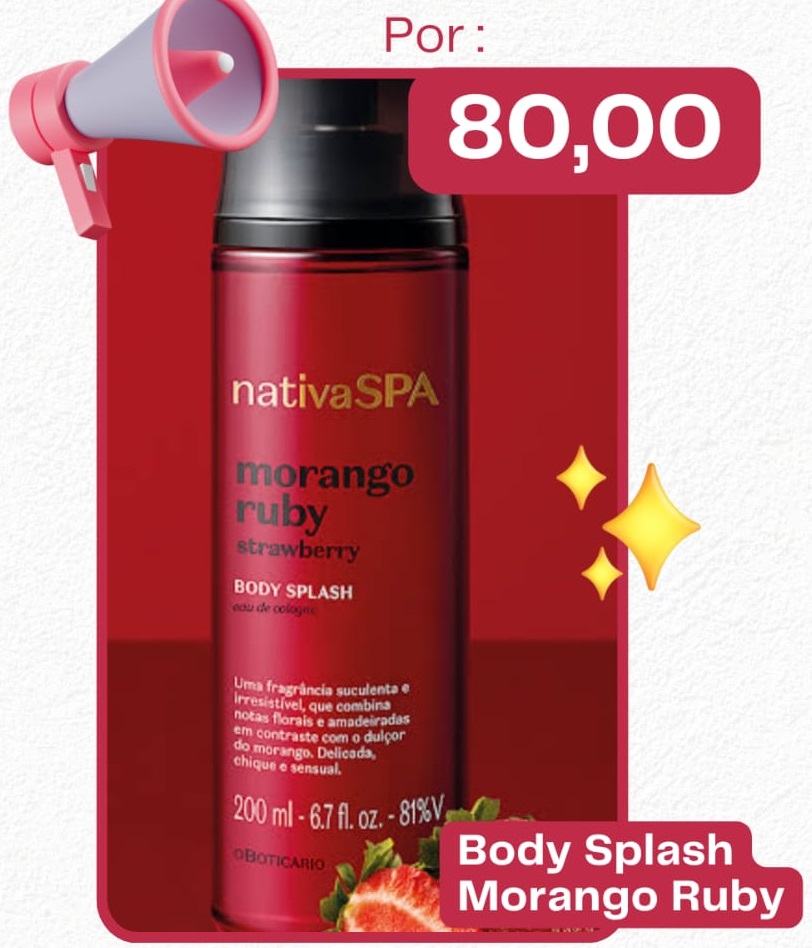 Por :
80,00
nativaSPA
morango
ruby
strawberry
BODY SPLASH
eau de cologne
Uma fragrância suculenta e
irresistível, que combina
notas florais e amadeiradas
em contraste com o dulçor
do morango. Delicada,
chique e sensual.
200 ml - 6.7 fl. oz. - 81%V
oBOTICARIO
Body Splash
Morango Ruby